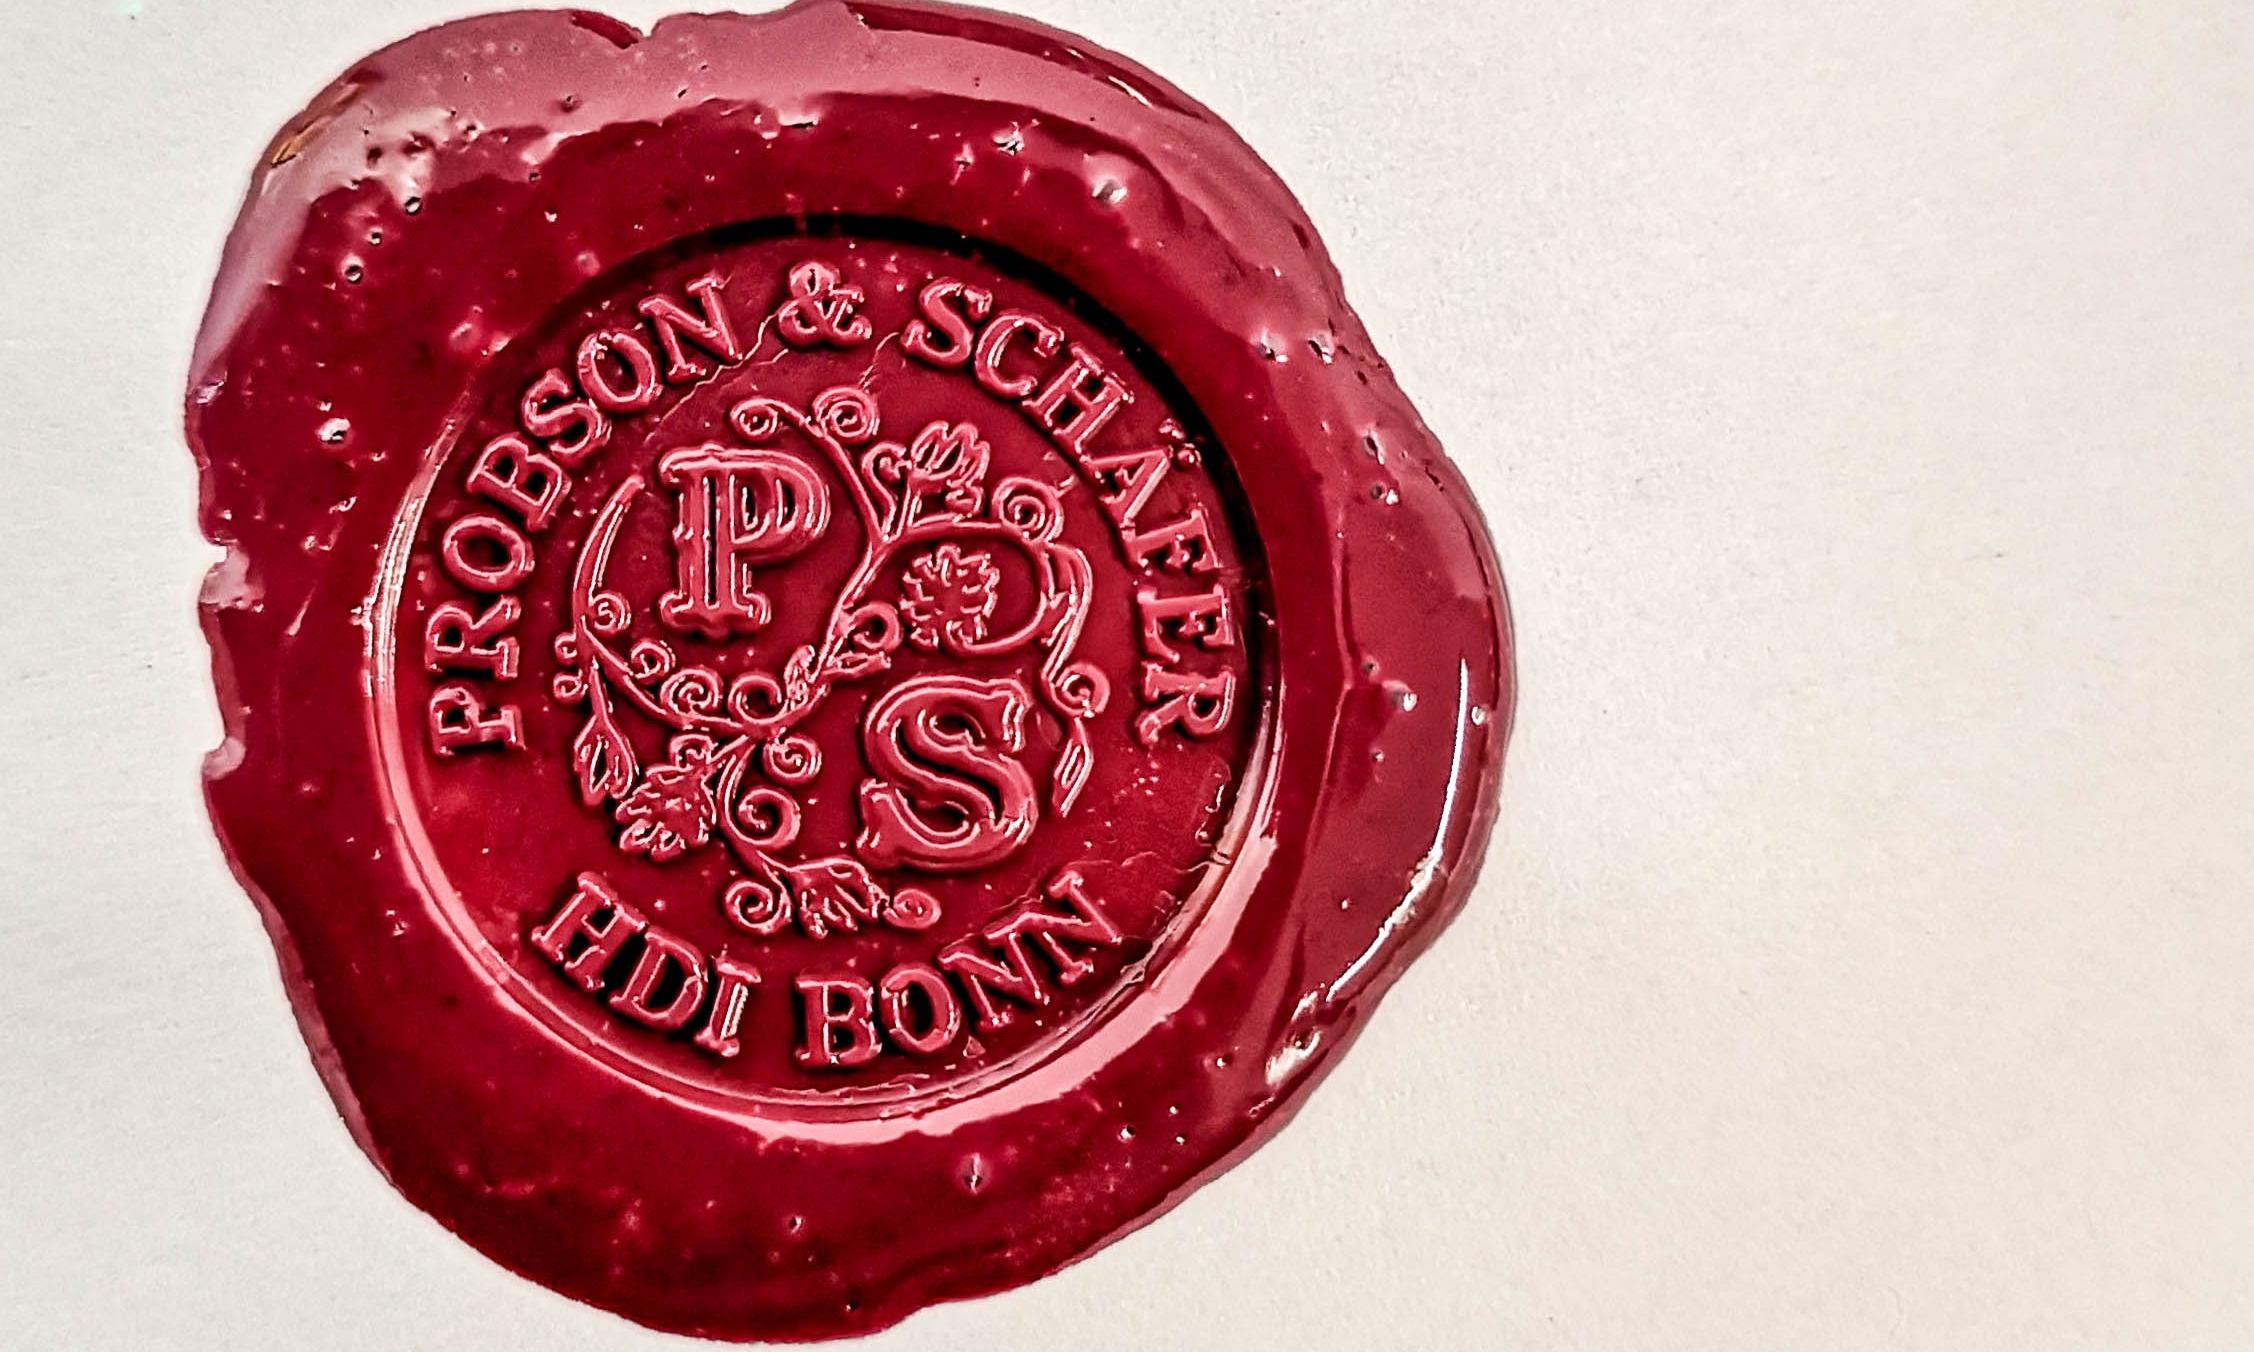 PROBSON & SCHÄFER
P
S
HDI BONN